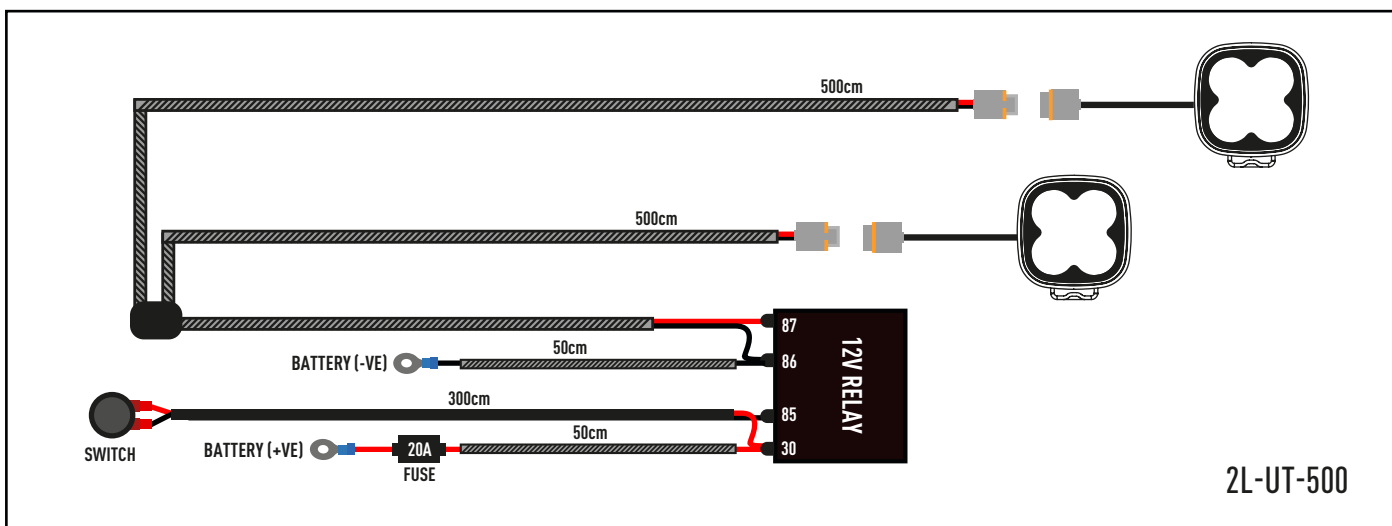 500cm
500cm
87
50cm
BATTERY (-VE)
86
12V RELAY
300cm
85
SWITCH
BATTERY (+VE)
20A
50cm
30
FUSE
2L-UT-500